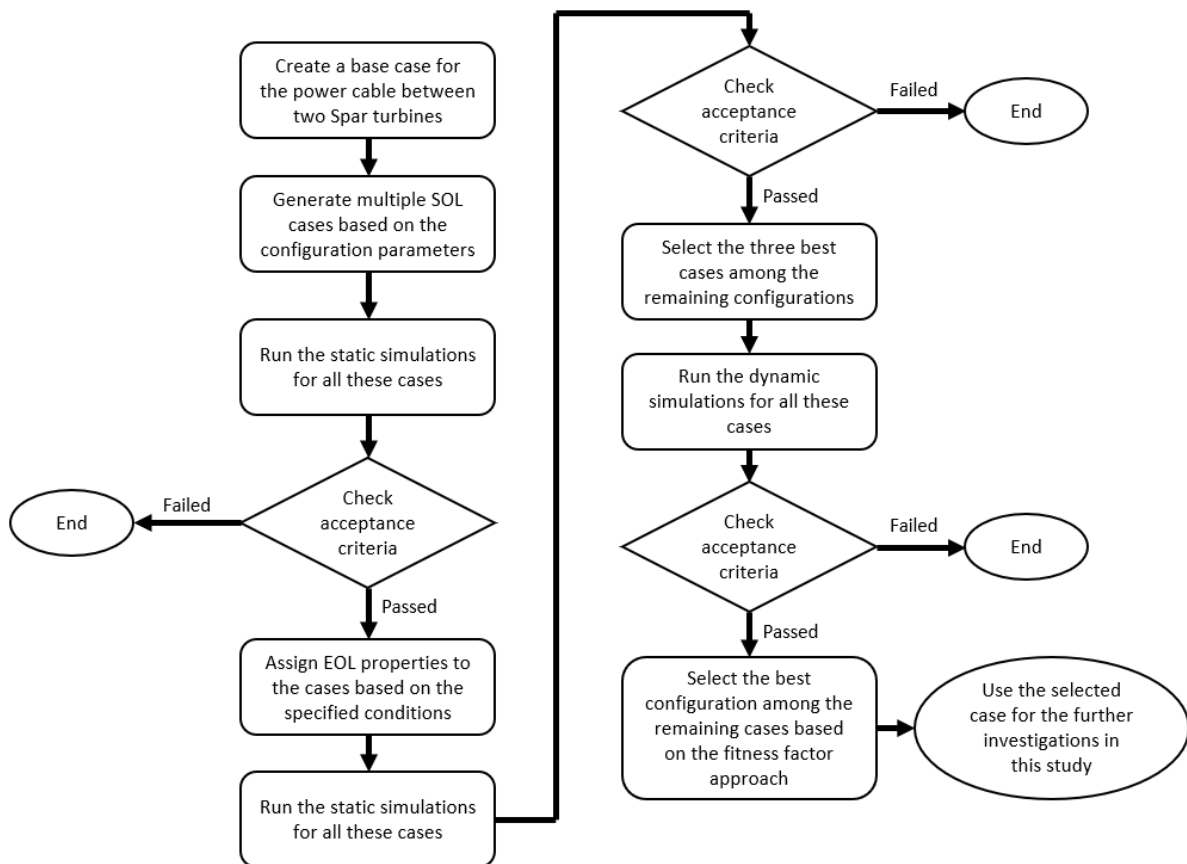 Create a base case for
the power cable between
two Spar turbines
Generate multiple SOL
cases based on the
configuration parameters
Run the static simulations
for all these cases
Check
acceptance
criteria
Failed
End
Passed
Assign EOL properties to
the cases based on the
specified conditions
Run the static simulations
for all these cases
Check
acceptance
criteria
Failed
End
Passed
Select the three best
cases among the
remaining configurations
Run the dynamic
simulations for all these
cases
Check
acceptance
criteria
Failed
End
Passed
Select the best
configuration among the
remaining cases based
on the fitness factor
approach
Use the selected
case for the further
investigations in
this study